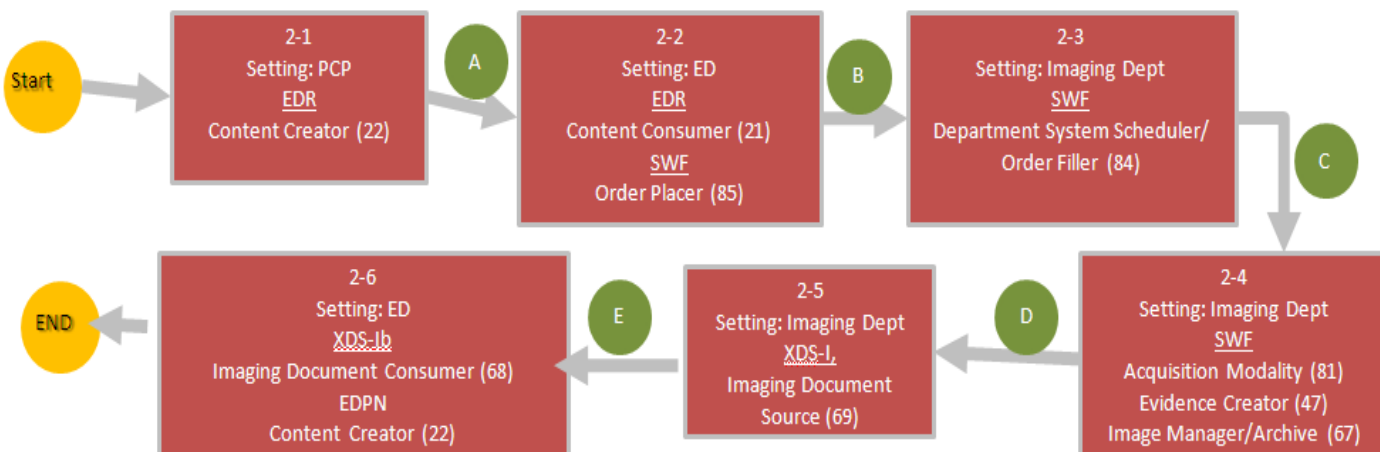 Start
2-1
Setting: PCP
EDR
Content Creator (22)
A
2-2
Setting: ED
EDR
Content Consumer (21)
SWF
Order Placer (85)
B
2-3
Setting: Imaging Dept
SWF
Department System Scheduler/
Order Filler (84)
C
2-4
Setting: Imaging Dept
SWF
Acquisition Modality (81)
Evidence Creator (47)
Image Manager/Archive (67)
D
2-5
Setting: Imaging Dept
XDS-I,
Imaging Document
Source (69)
E
2-6
Setting: ED
XDS-Ib
Imaging Document Consumer (68)
EDPN
Content Creator (22)
END